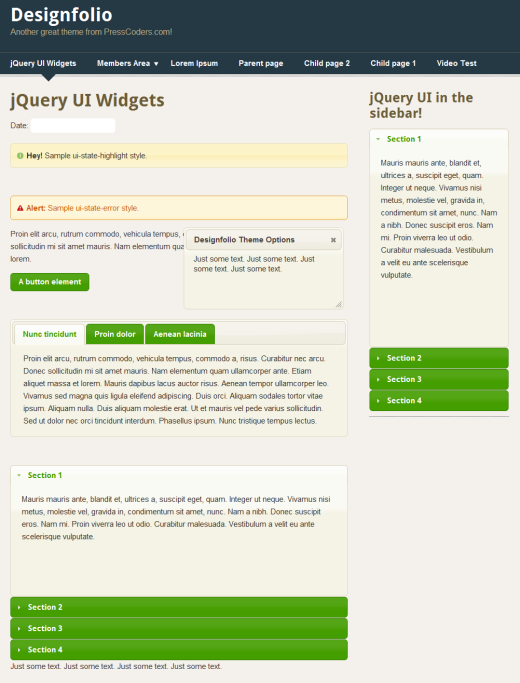 Designfolio
Another great theme from PressCoders.com!
jQuery UI Widgets Members Area Lorem Ipsum Parent page Child page 2 Child page 1 Video Test
jQuery UI Widgets
Date:
Hey! Sample ui-state-highlight style.
Alert: Sample ui-state-error style.
Proin elit arcu, rutrum commodo, vehicula tempus,
sollicitudin mi sit amet mauris. Nam elementum qua
lorem.
Designfolio Theme Options
Just some text. Just some text. Just
some text. Just some text.
A button element
Nunc tincidunt Proin dolor Aenean lacinia
Proin elit arcu, rutrum commodo, vehicula tempus, commodo a, risus. Curabitur nec arcu.
Donec sollicitudin mi sit amet mauris. Nam elementum quam ullamcorper ante. Etiam
aliquet massa et lorem. Mauris dapibus lacus auctor risus. Aenean tempor ullamcorper leo.
Vivamus sed magna quis ligula eleifend adipiscing. Duis orci. Aliquam sodales tortor vitae
ipsum. Aliquam nulla. Duis aliquam molestie erat. Ut et mauris vel pede varius sollicitudin.
Sed ut dolor nec orci tincidunt interdum. Phasellus ipsum. Nunc tristique tempus lectus.
Section 1
Mauris mauris ante, blandit et, ultrices a, suscipit eget, quam. Integer ut neque. Vivamus nisi
metus, molestie vel, gravida in, condimentum sit amet, nunc. Nam a nibh. Donec suscipit
eros. Nam mi. Proin viverra leo ut odio. Curabitur malesuada. Vestibulum a velit eu ante
scelerisque vulputate.
Section 2
Section 3
Section 4
Just some text. Just some text. Just some text. Just some text.
jQuery UI in the
sidebar!
Section 1
Mauris mauris ante, blandit et,
ultrices a, suscipit eget, quam.
Integer ut neque. Vivamus nisi
metus, molestie vel, gravida in,
condimentum sit amet, nunc. Nam
a nibh. Donec suscipit eros. Nam
mi. Proin viverra leo ut odio.
Curabitur malesuada. Vestibulum
a velit eu ante scelerisque
vulputate.
Section 2
Section 3
Section 4